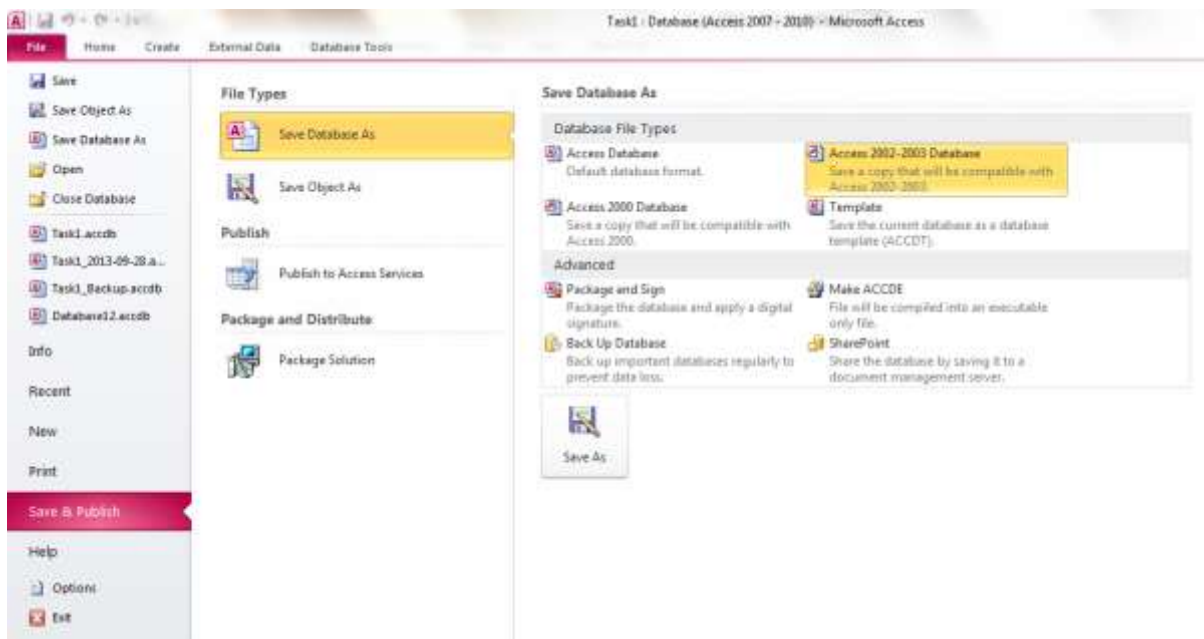 Task1 : Database (Access 2007 - 2010) - Microsoft Access
File Home Create External Data Database Tools
Save
Save Object As
Save Database As
Open
Close Database
Task1.accdb
Task1_2013-09-28.a...
Task1_Backup.accdb
Database12.accdb
Info
Recent
New
Print
Save & Publish
Help
Options
Exit
File Types
Save Database As
Save Object As
Publish
Publish to Access Services
Package and Distribute
Package Solution
Save Database As
Database File Types
Access Database
Default database format.
Access 2002-2003 Database
Save a copy that will be compatible with
Access 2002-2003.
Access 2000 Database
Save a copy that will be compatible with
Access 2000.
Template
Save the current database as a database
template (ACCDT).
Advanced
Package and Sign
Package the database and apply a digital
signature.
Make ACCDE
File will be compiled into an executable
only file.
Back Up Database
Back up important databases regularly to
prevent data loss.
SharePoint
Share the database by saving it to a
document management server.
Save As